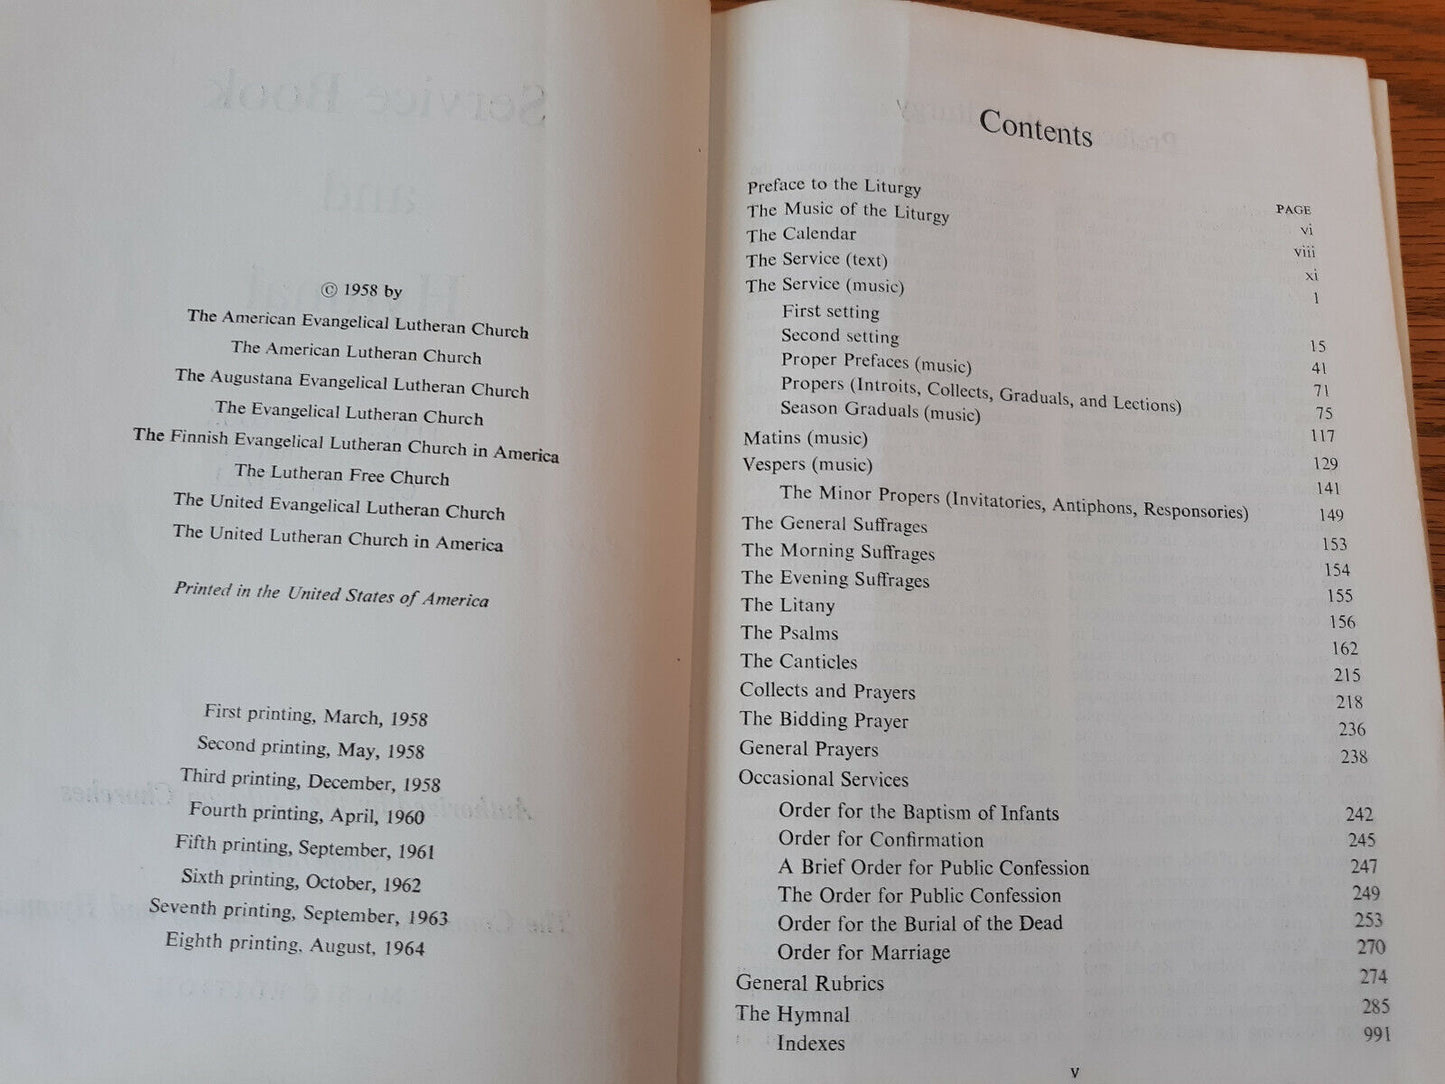 © 1958 by
The American Evangelical Lutheran Church
The American Lutheran Church
The Augustana Evangelical Lutheran Church
The Evangelical Lutheran Church
The Finnish Evangelical Lutheran Church in America
The Lutheran Free Church
The United Evangelical Lutheran Church
The United Lutheran Church in America
Printed in the United States of America
First printing, March, 1958
Second printing, May, 1958
Third printing, December, 1958
Fourth printing, April, 1960
Fifth printing, September, 1961
Sixth printing, October, 1962
Seventh printing, September, 1963
Eighth printing, August, 1964
Contents
PAGE
Preface to the Liturgy vi
The Music of the Liturgy viii
The Calendar xi
The Service (text) 1
The Service (music)
First setting 15
Second setting 41
Proper Prefaces (music) 71
Propers (Introits, Collects, Graduals, and Lections) 75
Season Graduals (music) 117
Matins (music) 129
Vespers (music) 141
The Minor Propers (Invitatories, Antiphons, Responsories) 149
The General Suffrages 153
The Morning Suffrages 154
The Evening Suffrages 155
The Litany 156
The Psalms 162
The Canticles 215
Collects and Prayers 218
The Bidding Prayer 236
General Prayers 238
Occasional Services
Order for the Baptism of Infants 242
Order for Confirmation 245
A Brief Order for Public Confession 247
The Order for Public Confession 249
Order for the Burial of the Dead 253
Order for Marriage 270
General Rubrics 274
The Hymnal 285
Indexes 991
v